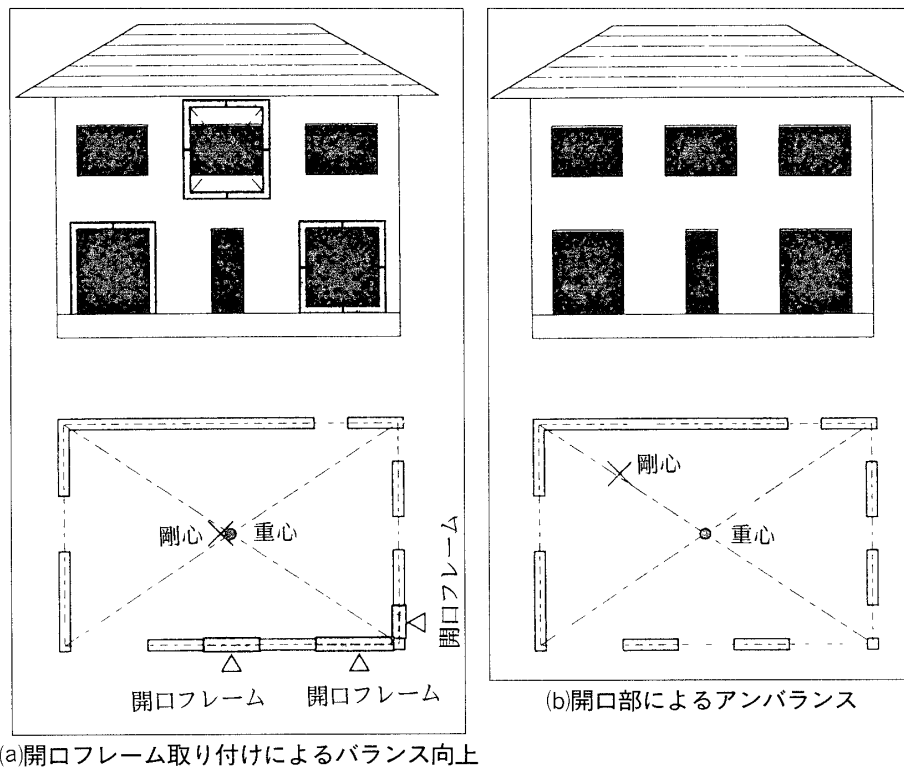 剛心
重心
開口フレーム
開口フレーム
開口フレーム
(a)開口フレーム取り付けによるバランス向上
剛心
重心
(b)開口部によるアンバランス